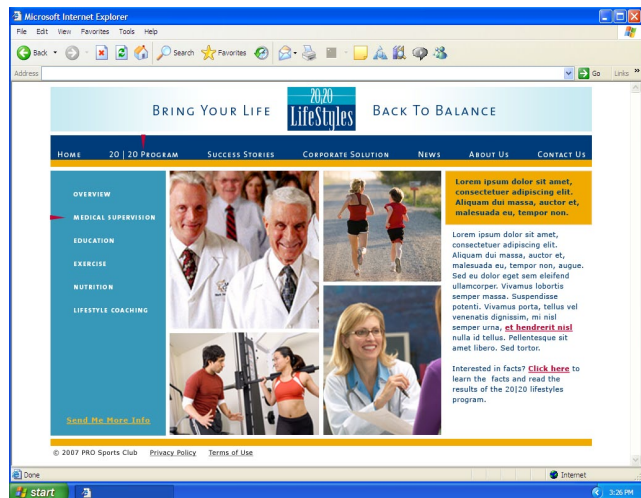 Microsoft Internet Explorer
File Edit View Favorites Tools Help
Back Search Favorites
Address Go Links »
BRING YOUR LIFE 20|20 LifeStyles BACK TO BALANCE
HOME 20 | 20 PROGRAM SUCCESS STORIES CORPORATE SOLUTION NEWS ABOUT US CONTACT US
OVERVIEW
MEDICAL SUPERVISION
EDUCATION
EXERCISE
NUTRITION
LIFESTYLE COACHING
Send Me More Info
Lorem ipsum dolor sit amet,
consectetuer adipiscing elit.
Aliquam dui massa, auctor et,
malesuada eu, tempor non.
Lorem ipsum dolor sit amet,
consectetuer adipiscing elit.
Aliquam dui massa, auctor et,
malesuada eu, tempor non, augue.
Sed eu dolor eget sem eleifend
ullamcorper. Vivamus lobortis
semper massa. Suspendisse
potenti. Vivamus porta, tellus vel
venenatis dignissim, mi nisl
semper urna, et hendrerit nisl
nulla id tellus. Pellentesque sit
amet libero. Sed tortor.
Interested in facts? Click here to
learn the facts and read the
results of the 20|20 lifestyles
program.
© 2007 PRO Sports Club Privacy Policy Terms of Use
Done Internet
start 3:26 PM